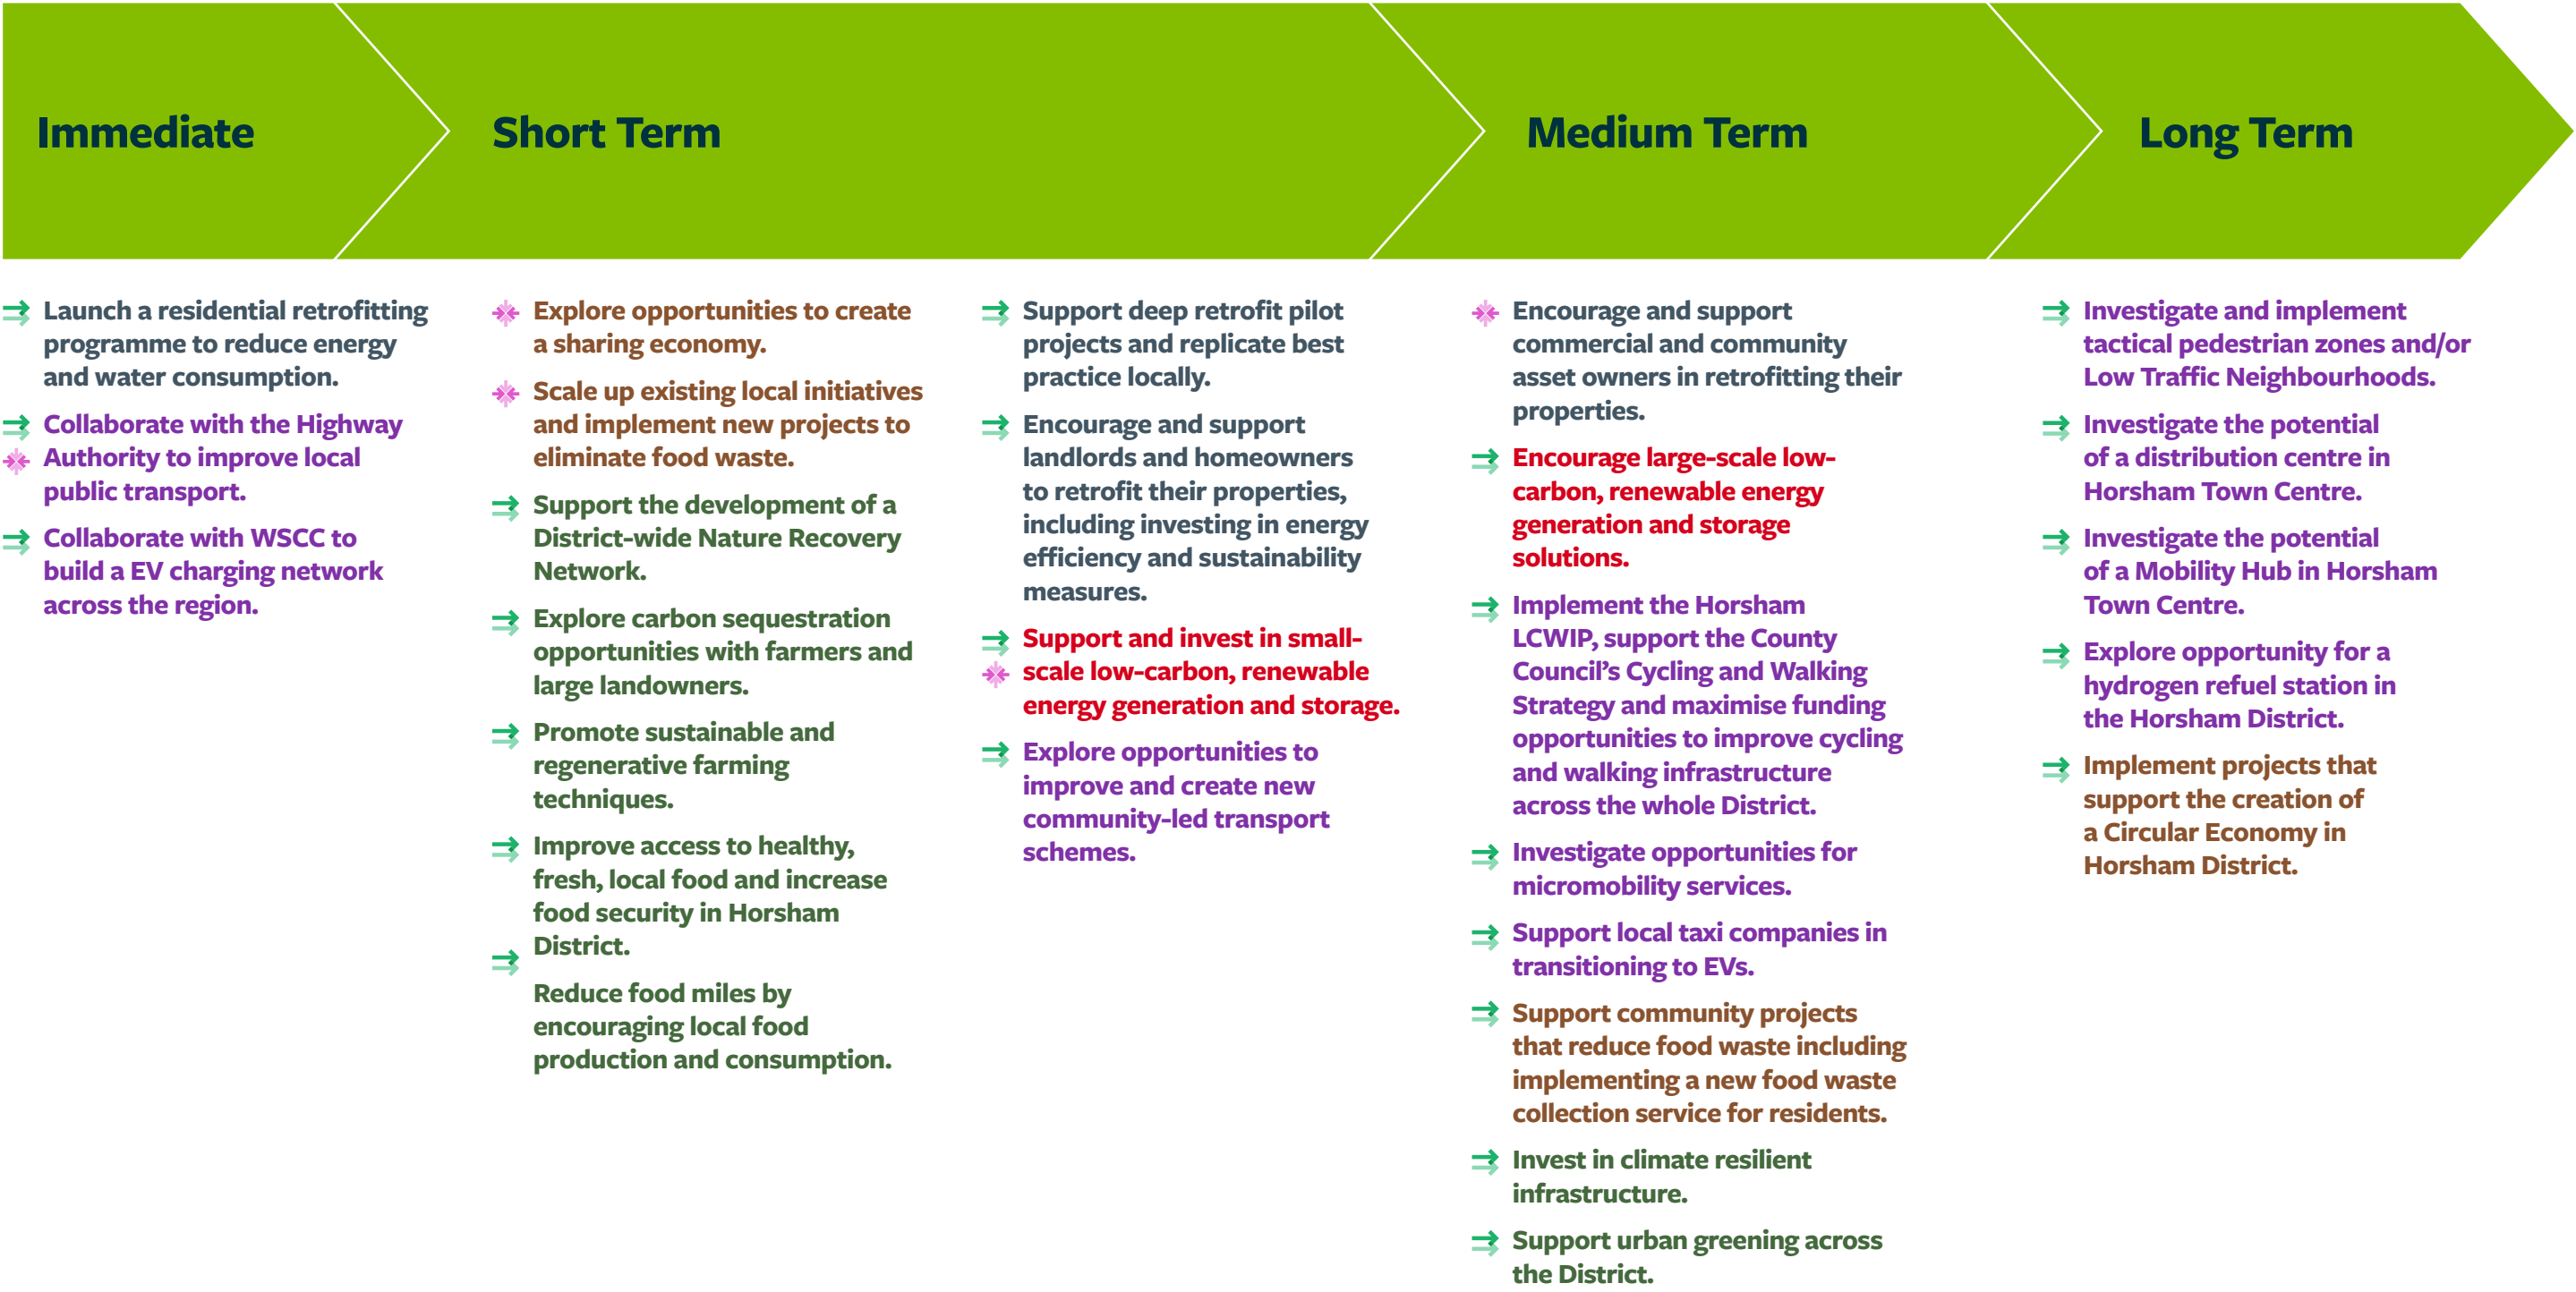 Immediate
Short Term
Medium Term
Long Term
Launch a residential retrofitting
programme to reduce energy
and water consumption.
Collaborate with the Highway
Authority to improve local
public transport.
Collaborate with WSCC to
build a EV charging network
across the region.
Explore opportunities to create
a sharing economy.
Scale up existing local initiatives
and implement new projects to
eliminate food waste.
Support the development of a
District-wide Nature Recovery
Network.
Explore carbon sequestration
opportunities with farmers and
large landowners.
Promote sustainable and
regenerative farming
techniques.
Improve access to healthy,
fresh, local food and increase
food security in Horsham
District.
Reduce food miles by
encouraging local food
production and consumption.
Support deep retrofit pilot
projects and replicate best
practice locally.
Encourage and support
landlords and homeowners
to retrofit their properties,
including investing in energy
efficiency and sustainability
measures.
Support and invest in small-
scale low-carbon, renewable
energy generation and storage.
Explore opportunities to
improve and create new
community-led transport
schemes.
Encourage and support
commercial and community
asset owners in retrofitting their
properties.
Encourage large-scale low-
carbon, renewable energy
generation and storage
solutions.
Implement the Horsham
LCWIP, support the County
Council’s Cycling and Walking
Strategy and maximise funding
opportunities to improve cycling
and walking infrastructure
across the whole District.
Investigate opportunities for
micromobility services.
Support local taxi companies in
transitioning to EVs.
Support community projects
that reduce food waste including
implementing a new food waste
collection service for residents.
Invest in climate resilient
infrastructure.
Support urban greening across
the District.
Investigate and implement
tactical pedestrian zones and/or
Low Traffic Neighbourhoods.
Investigate the potential
of a distribution centre in
Horsham Town Centre.
Investigate the potential
of a Mobility Hub in Horsham
Town Centre.
Explore opportunity for a
hydrogen refuel station in
the Horsham District.
Implement projects that
support the creation of
a Circular Economy in
Horsham District.